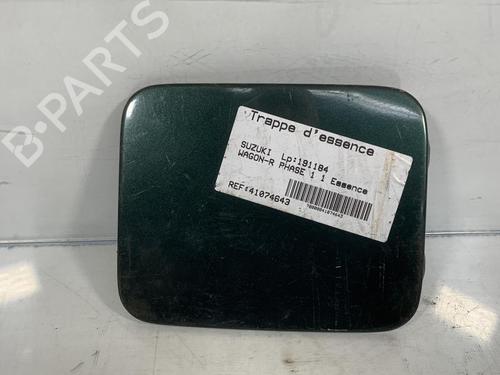 B-PARTS
Trappe d'essence
SUZUKI Lp:191184
WAGON-R PHASE 1 1 Essence
REF:41074643